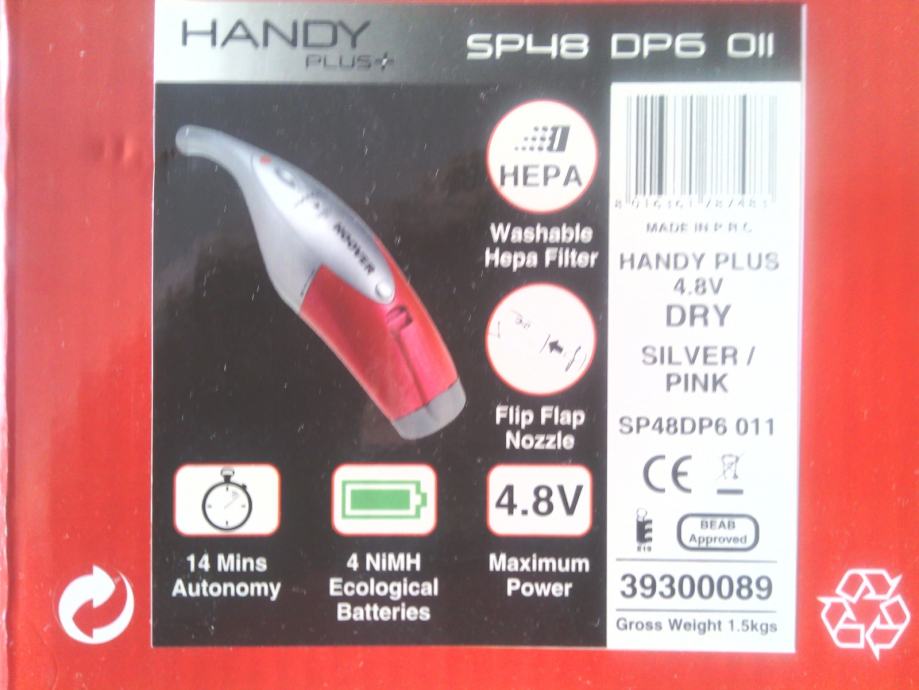 HANDY
PLUS+
SP48 DP6 011
HOOVER
HEPA
Washable
Hepa Filter
Flip Flap
Nozzle
14 Mins
Autonomy
4 NiMH
Ecological
Batteries
4.8V
Maximum
Power
MADE IN P.R.C.
HANDY PLUS
4.8V
DRY
SILVER /
PINK
SP48DP6 011
CE
BEAB
Approved
39300089
Gross Weight 1.5kgs